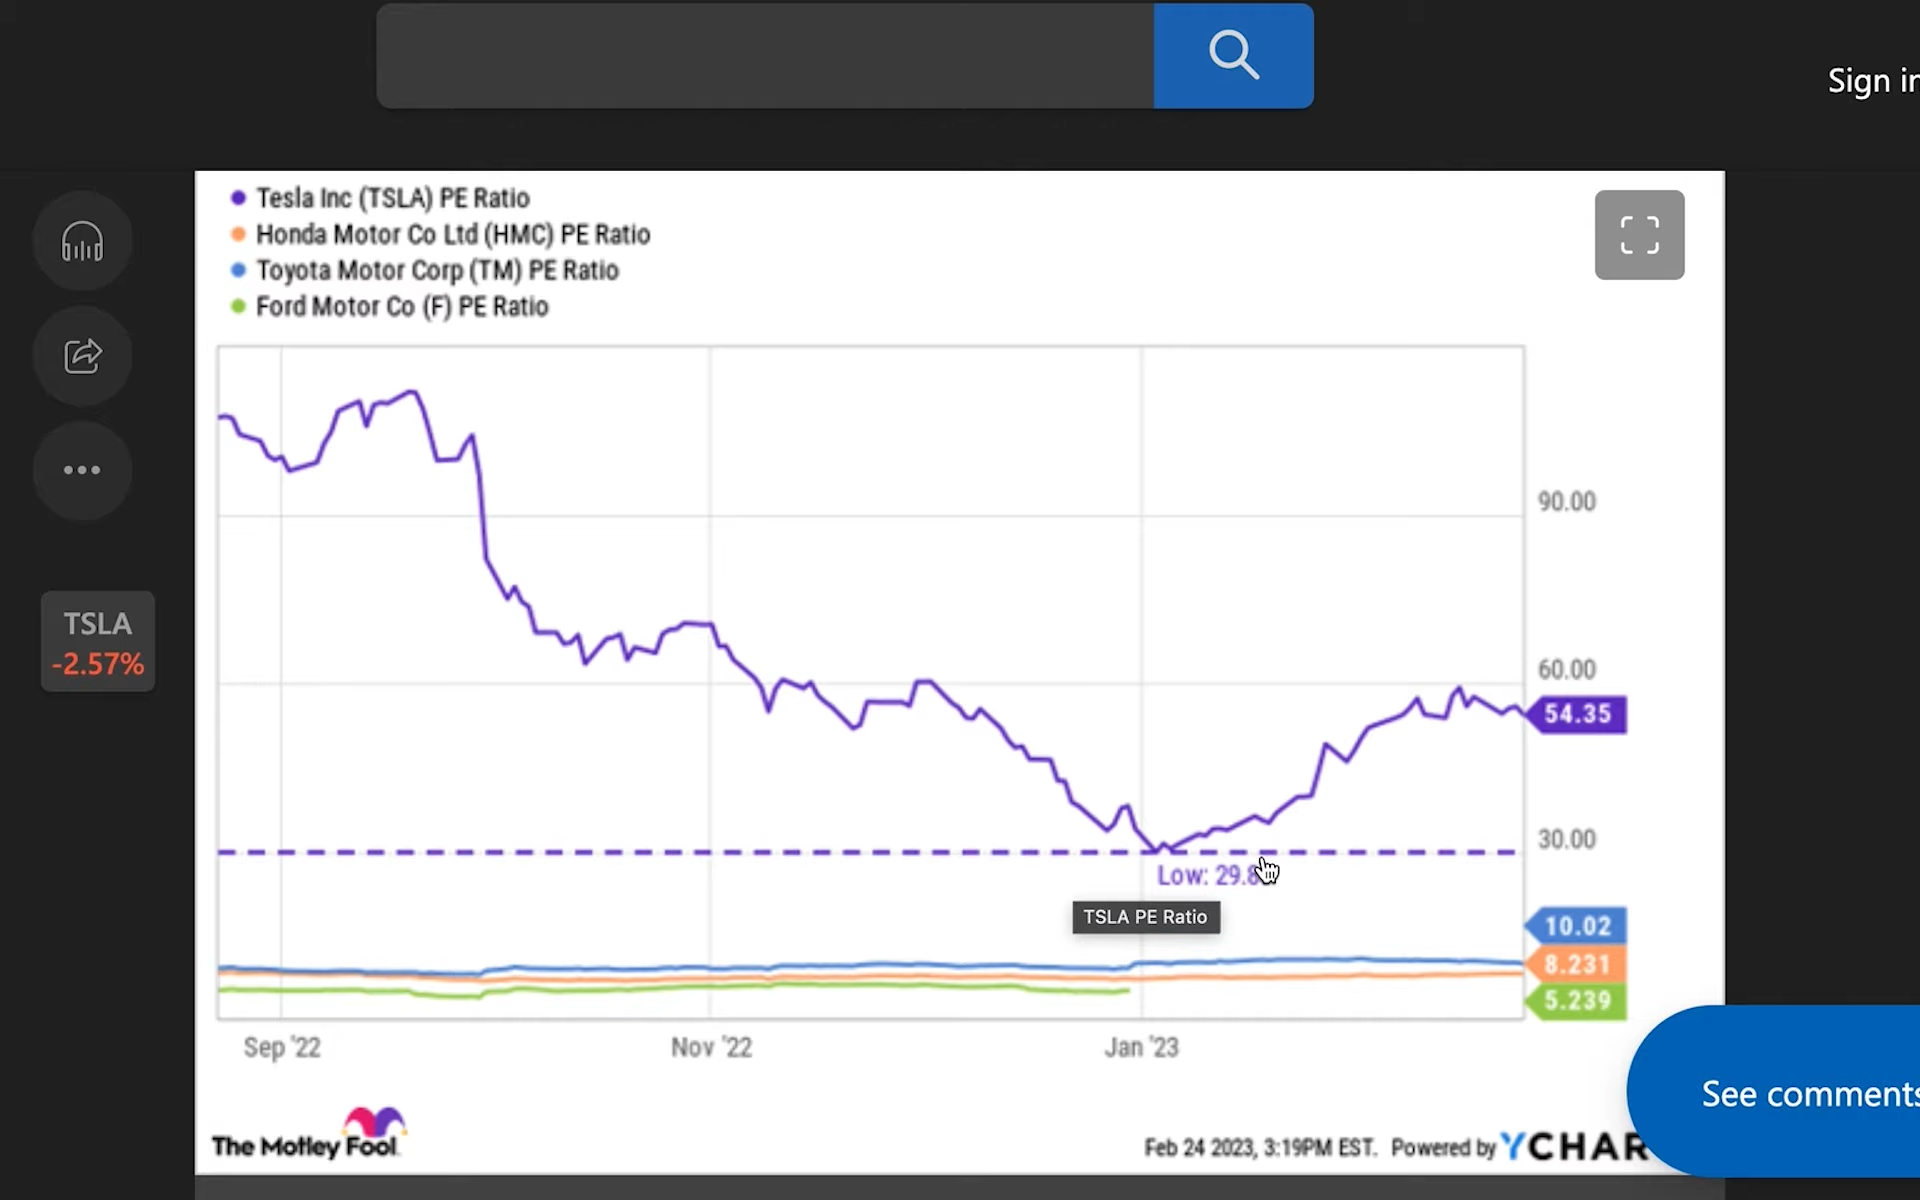 Sign in
Tesla Inc (TSLA) PE Ratio
Honda Motor Co Ltd (HMC) PE Ratio
Toyota Motor Corp (TM) PE Ratio
Ford Motor Co (F) PE Ratio
TSLA
-2.57%
90.00
60.00
54.35
30.00
Low: 29.8
TSLA PE Ratio
10.02
8.231
5.239
Sep '22 Nov '22 Jan '23
See comments
The Motley Fool
Feb 24 2023, 3:19PM EST. Powered by YCHAR